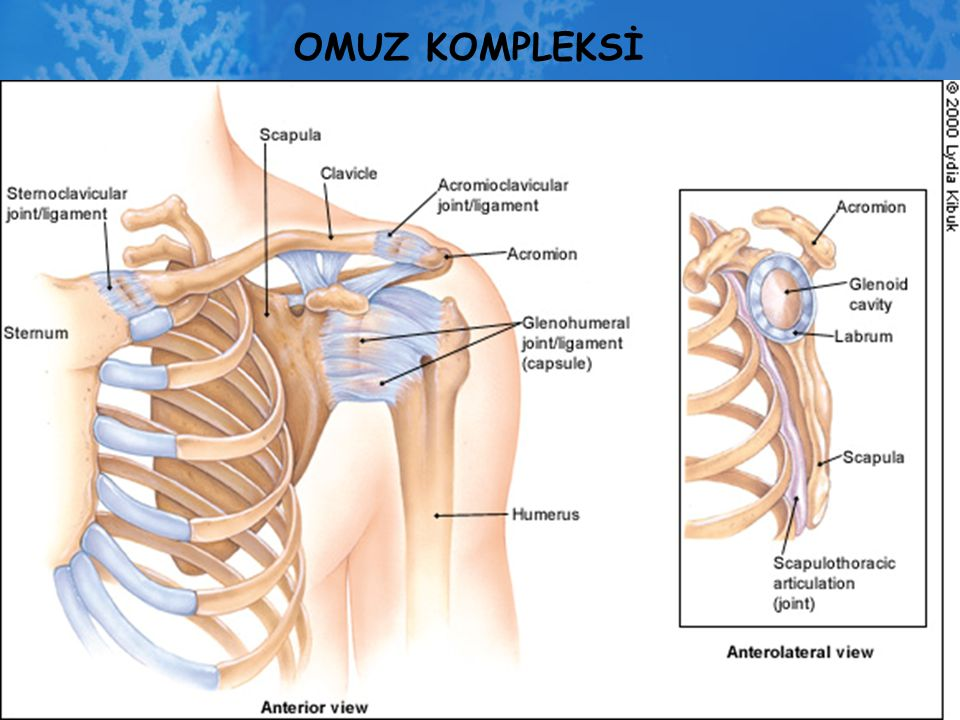 OMUZ KOMPLEKSİ
© 2000 Lydia Kibuk
Scapula
Clavicle
Sternoclavicular
joint/ligament
Acromioclavicular
joint/ligament
Acromion
Sternum
Glenohumeral
joint/ligament
(capsule)
Humerus
Anterior view
Acromion
Glenoid
cavity
Labrum
Scapula
Scapulothoracic
articulation
(joint)
Anterolateral view